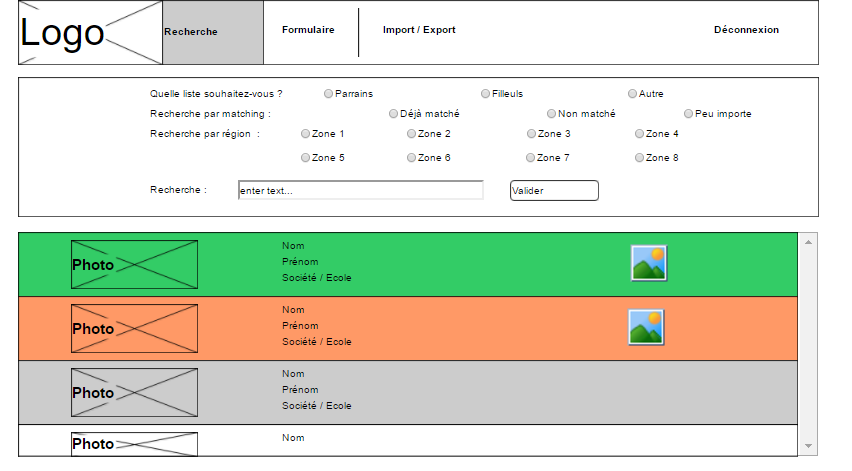 Logo Recherche Formulaire Import / Export Déconnexion
Quelle liste souhaitez-vous ? Parrains Filleuls Autre
Recherche par matching : Déjà matché Non matché Peu importe
Recherche par région : Zone 1 Zone 2 Zone 3 Zone 4
Zone 5 Zone 6 Zone 7 Zone 8
Recherche : enter text... Valider
Photo
Nom
Prénom
Société / Ecole
Photo
Nom
Prénom
Société / Ecole
Photo
Nom
Prénom
Société / Ecole
Photo
Nom